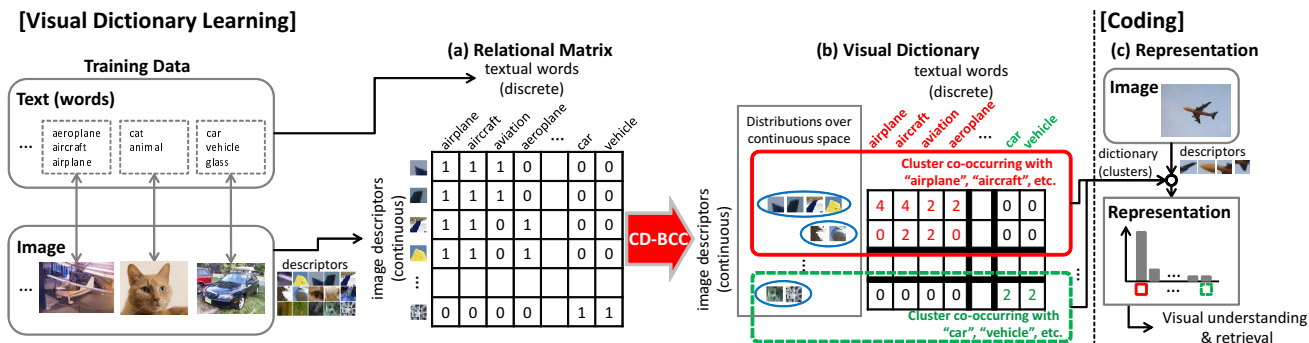 [Visual Dictionary Learning]
Training Data
Text (words)
...
aeroplane
aircraft
airplane
cat
animal
car
vehicle
glass
Image
...
descriptors
(a) Relational Matrix
textual words
(discrete)
airplane
aircraft
aviation
aeroplane
...
car
vehicle
image descriptors
(continuous)
1 1 1 0 0 0
1 1 1 0 0 0
1 1 0 1 0 0
1 1 0 1 0 0
...
0 0 0 0 1 1
CD-BCC
(b) Visual Dictionary
textual words
(discrete)
Distributions over
continuous space
airplane
aircraft
aviation
aeroplane
...
car
vehicle
image descriptors
(continuous)
Cluster co-occurring with
“airplane”, “aircraft”, etc.
4 4 2 2 0 0
0 2 2 0 0 0
...
...
0 0 0 0 2 2
Cluster co-occurring with
“car”, “vehicle”, etc.
[Coding]
(c) Representation
Image
dictionary
(clusters)
descriptors
Representation
...
...
Visual understanding
& retrieval